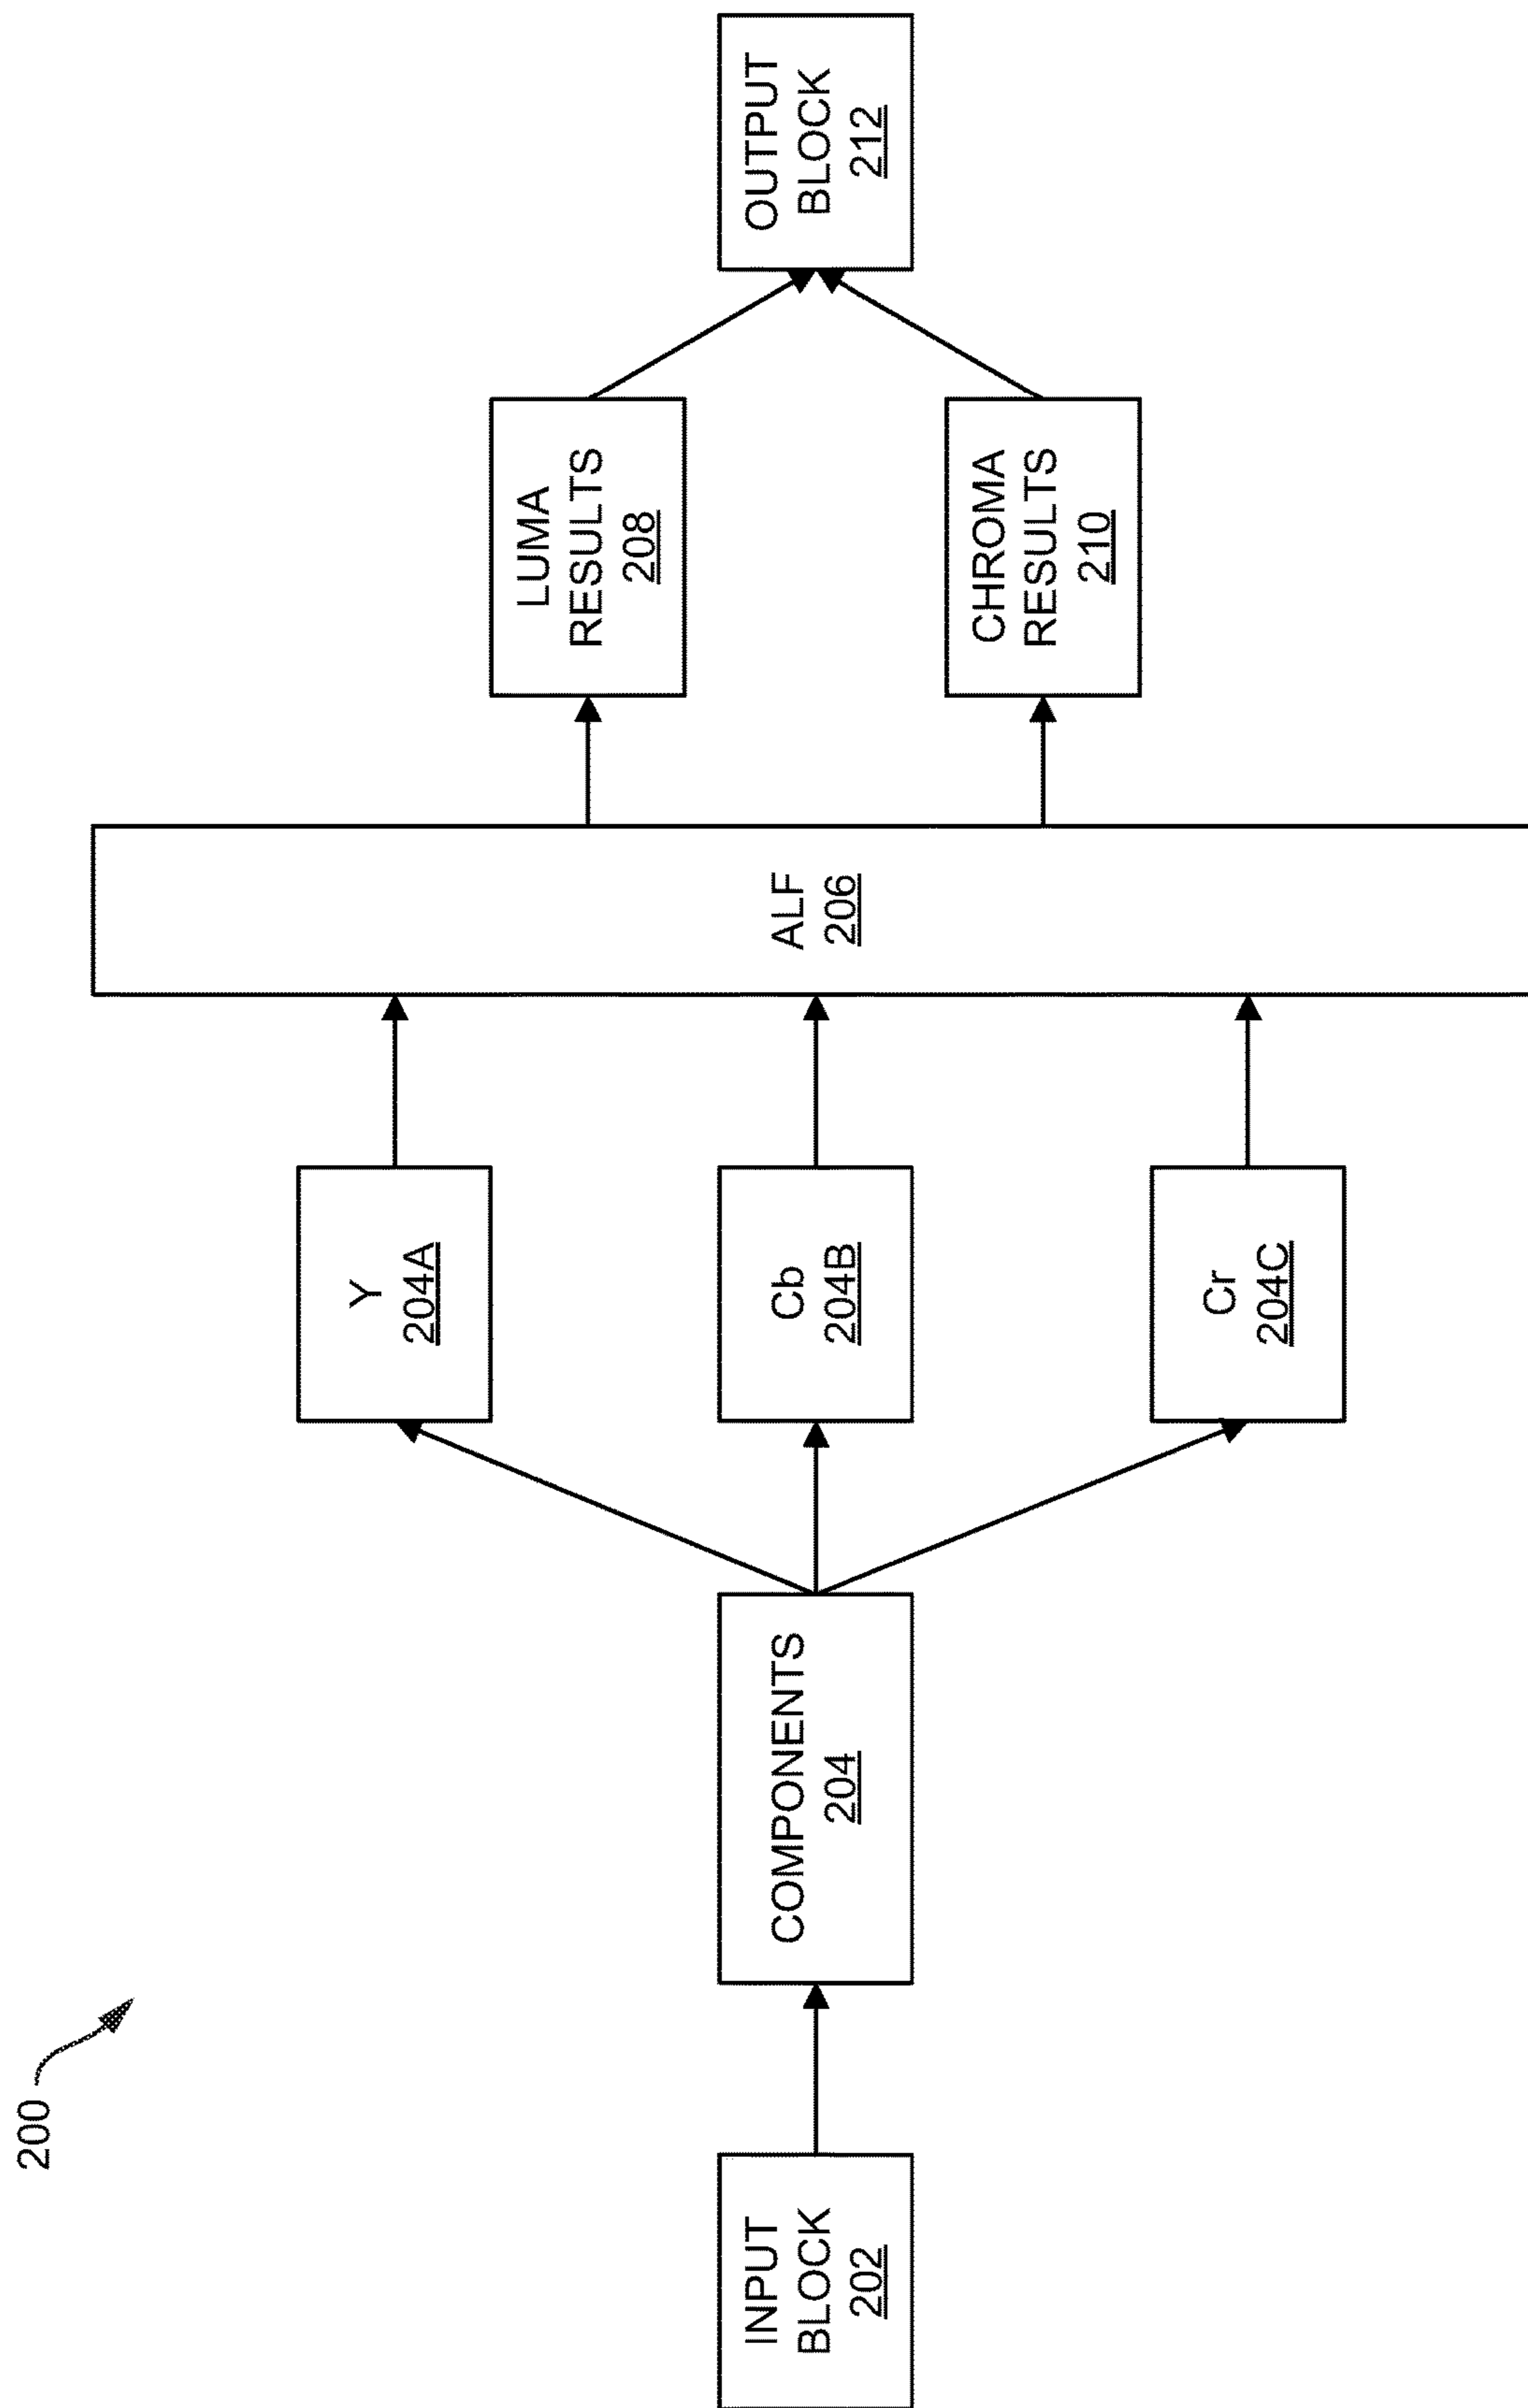 200
INPUT
BLOCK
202
COMPONENTS
204
Y
204A
Cb
204B
Cr
204C
ALF
206
LUMA
RESULTS
208
CHROMA
RESULTS
210
OUTPUT
BLOCK
212